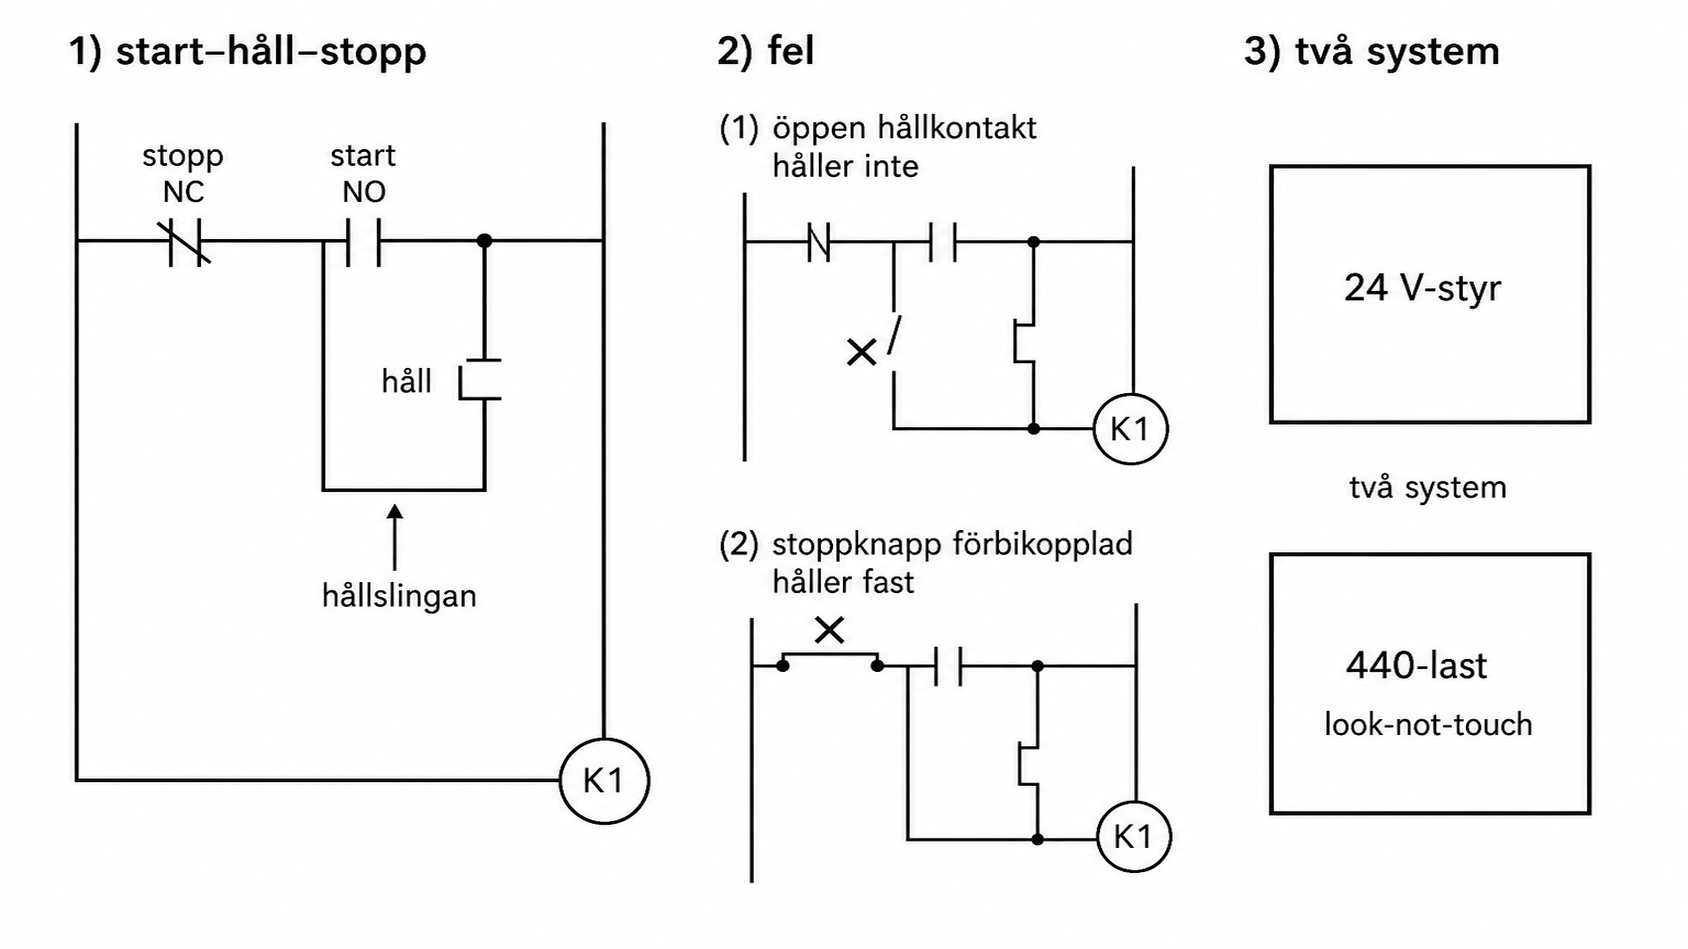 1) start–håll–stopp
stopp
NC
start
NO
håll
hållslingan
K1
2) fel
(1) öppen hållkontakt
håller inte
K1
(2) stoppknapp förbikopplad
håller fast
K1
3) två system
24 V-styr
två system
440-last
look-not-touch